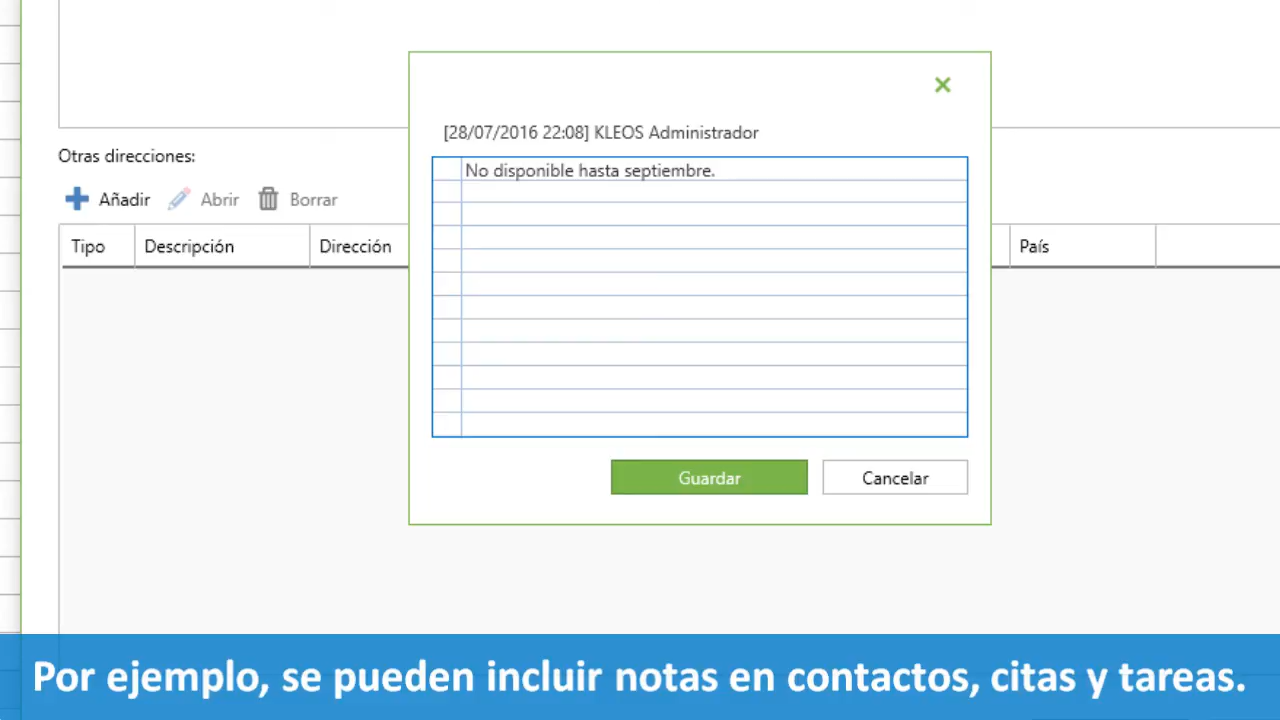 [28/07/2016 22:08] KLEOS Administrador
No disponible hasta septiembre.
Guardar Cancelar
Otras direcciones:
Añadir Abrir Borrar
Tipo Descripción Dirección País
Por ejemplo, se pueden incluir notas en contactos, citas y tareas.